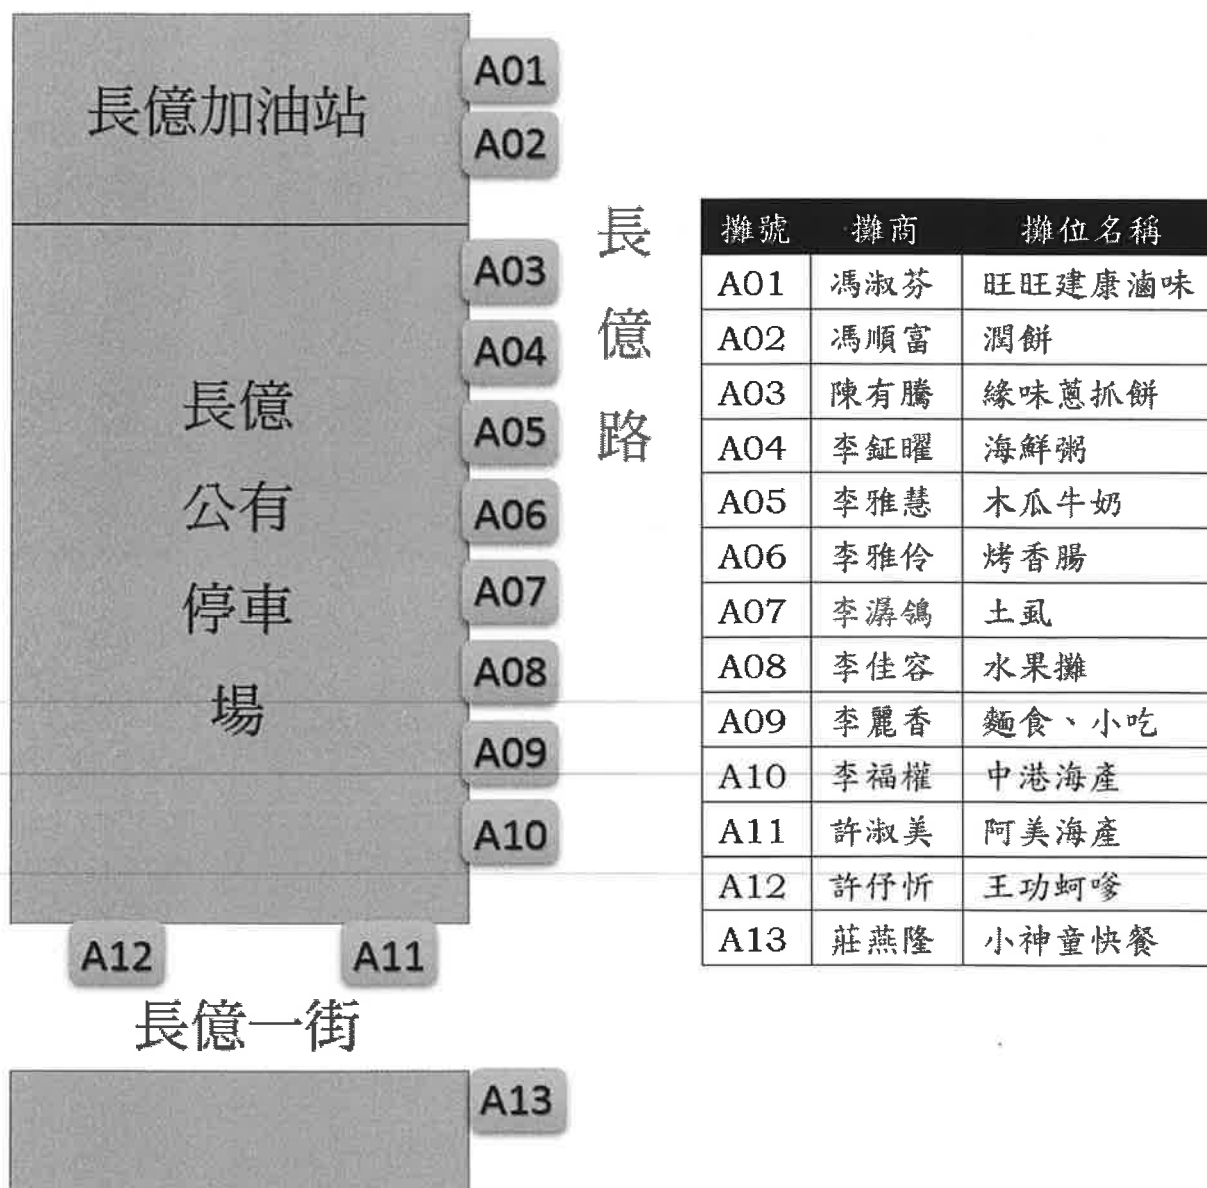 長億加油站
A01
A02
長億公有停車場
A03
A04
A05
A06
A07
A08
A09
A10
長億路
A12 A11
長億一街
A13
攤號 攤商 攤位名稱
A01 馮淑芬 旺旺建康滷味
A02 馮順富 潤餅
A03 陳有騰 緣味蔥抓餅
A04 李鉦曜 海鮮粥
A05 李雅慧 木瓜牛奶
A06 李雅伶 烤香腸
A07 李潺鴒 土虱
A08 李佳容 水果攤
A09 李麗香 麵食、小吃
A10 李福權 中港海產
A11 許淑美 阿美海產
A12 許伃忻 王功蚵嗲
A13 莊燕隆 小神童快餐